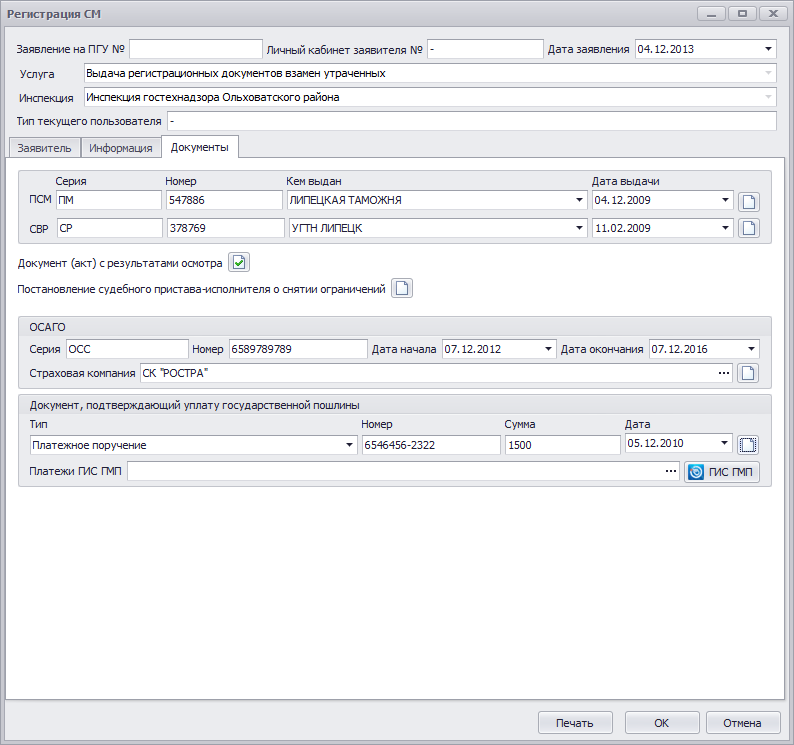 Регистрация СМ
Заявление на ПГУ № Личный кабинет заявителя № - Дата заявления 04.12.2013
Услуга Выдача регистрационных документов взамен утраченных
Инспекция Инспекция гостехнадзора Ольховатского района
Тип текущего пользователя -
Заявитель Информация Документы
Серия Номер Кем выдан Дата выдачи
ПСМ ПМ 547886 ЛИПЕЦКАЯ ТАМОЖНЯ 04.12.2009
СВР СР 378769 УГТН ЛИПЕЦК 11.02.2009
Документ (акт) с результатами осмотра
Постановление судебного пристава-исполнителя о снятии ограничений
ОСАГО
Серия ОСС Номер 6589789789 Дата начала 07.12.2012 Дата окончания 07.12.2016
Страховая компания СК "РОСТРА" ...
Документ, подтверждающий уплату государственной пошлины
Тип Номер Сумма Дата
Платежное поручение 6546456-2322 1500 05.12.2010
Платежи ГИС ГМП ... ГИС ГМП
Печать ОК Отмена